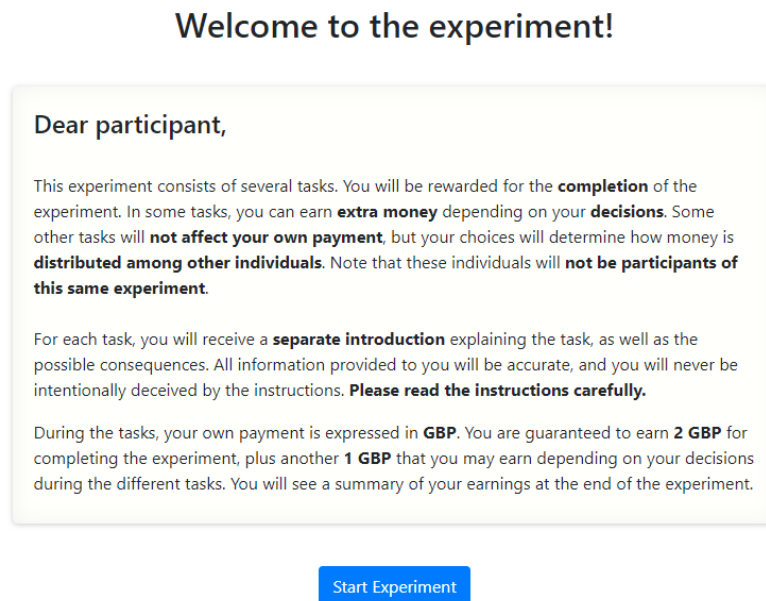 Welcome to the experiment!
Dear participant,
This experiment consists of several tasks. You will be rewarded for the completion of the
experiment. In some tasks, you can earn extra money depending on your decisions. Some
other tasks will not affect your own payment, but your choices will determine how money is
distributed among other individuals. Note that these individuals will not be participants of
this same experiment.
For each task, you will receive a separate introduction explaining the task, as well as the
possible consequences. All information provided to you will be accurate, and you will never be
intentionally deceived by the instructions. Please read the instructions carefully.
During the tasks, your own payment is expressed in GBP. You are guaranteed to earn 2 GBP for
completing the experiment, plus another 1 GBP that you may earn depending on your decisions
during the different tasks. You will see a summary of your earnings at the end of the experiment.
Start Experiment